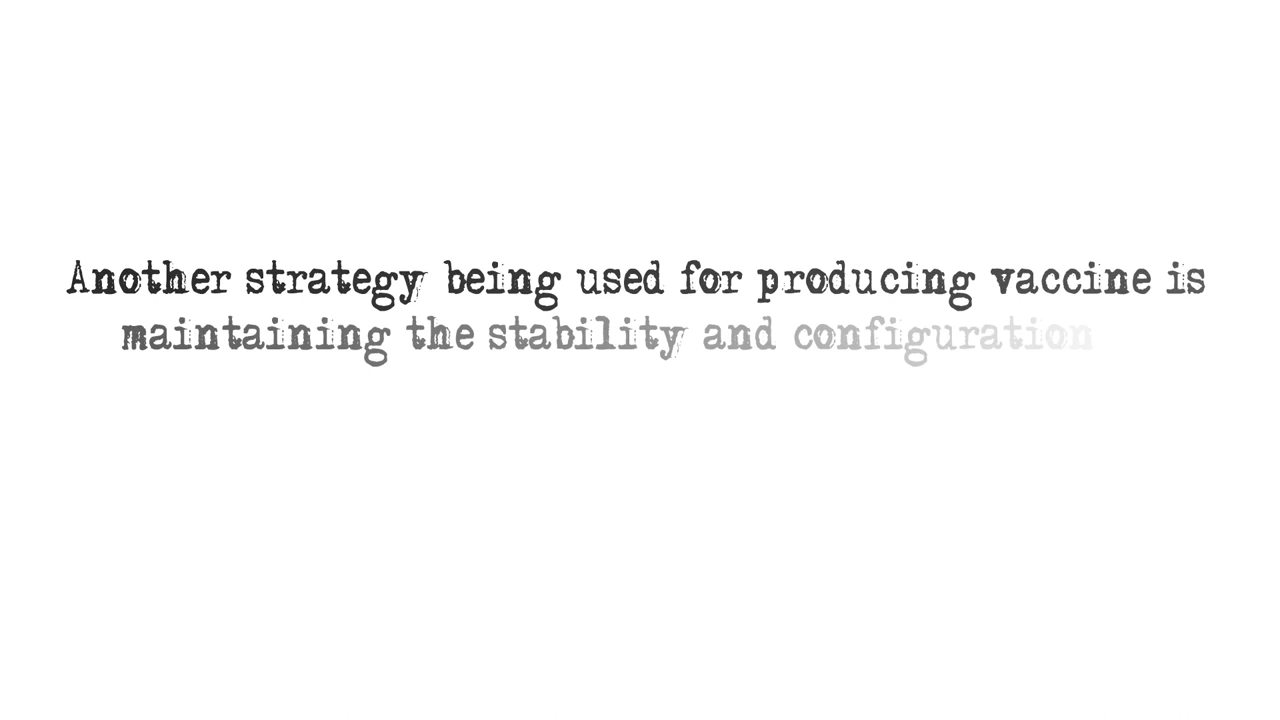 Another strategy being used for producing vaccine is
maintaining the stability and configuration